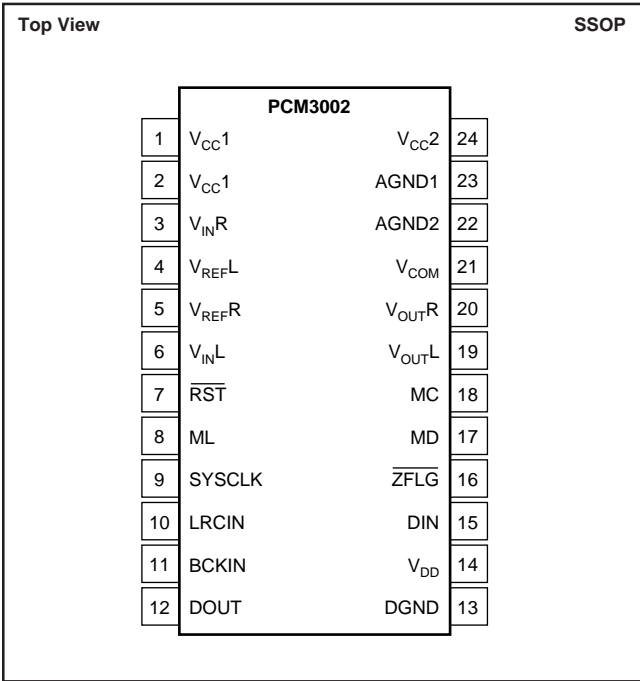 Top View SSOP
PCM3002
1 VCC1 VCC2 24
2 VCC1 AGND1 23
3 VINR AGND2 22
4 VREFL VCOM 21
5 VREFR VOUTR 20
6 VINL VOUTL 19
7 RST MC 18
8 ML MD 17
9 SYSCLK ZFLG 16
10 LRCIN DIN 15
11 BCKIN VDD 14
12 DOUT DGND 13